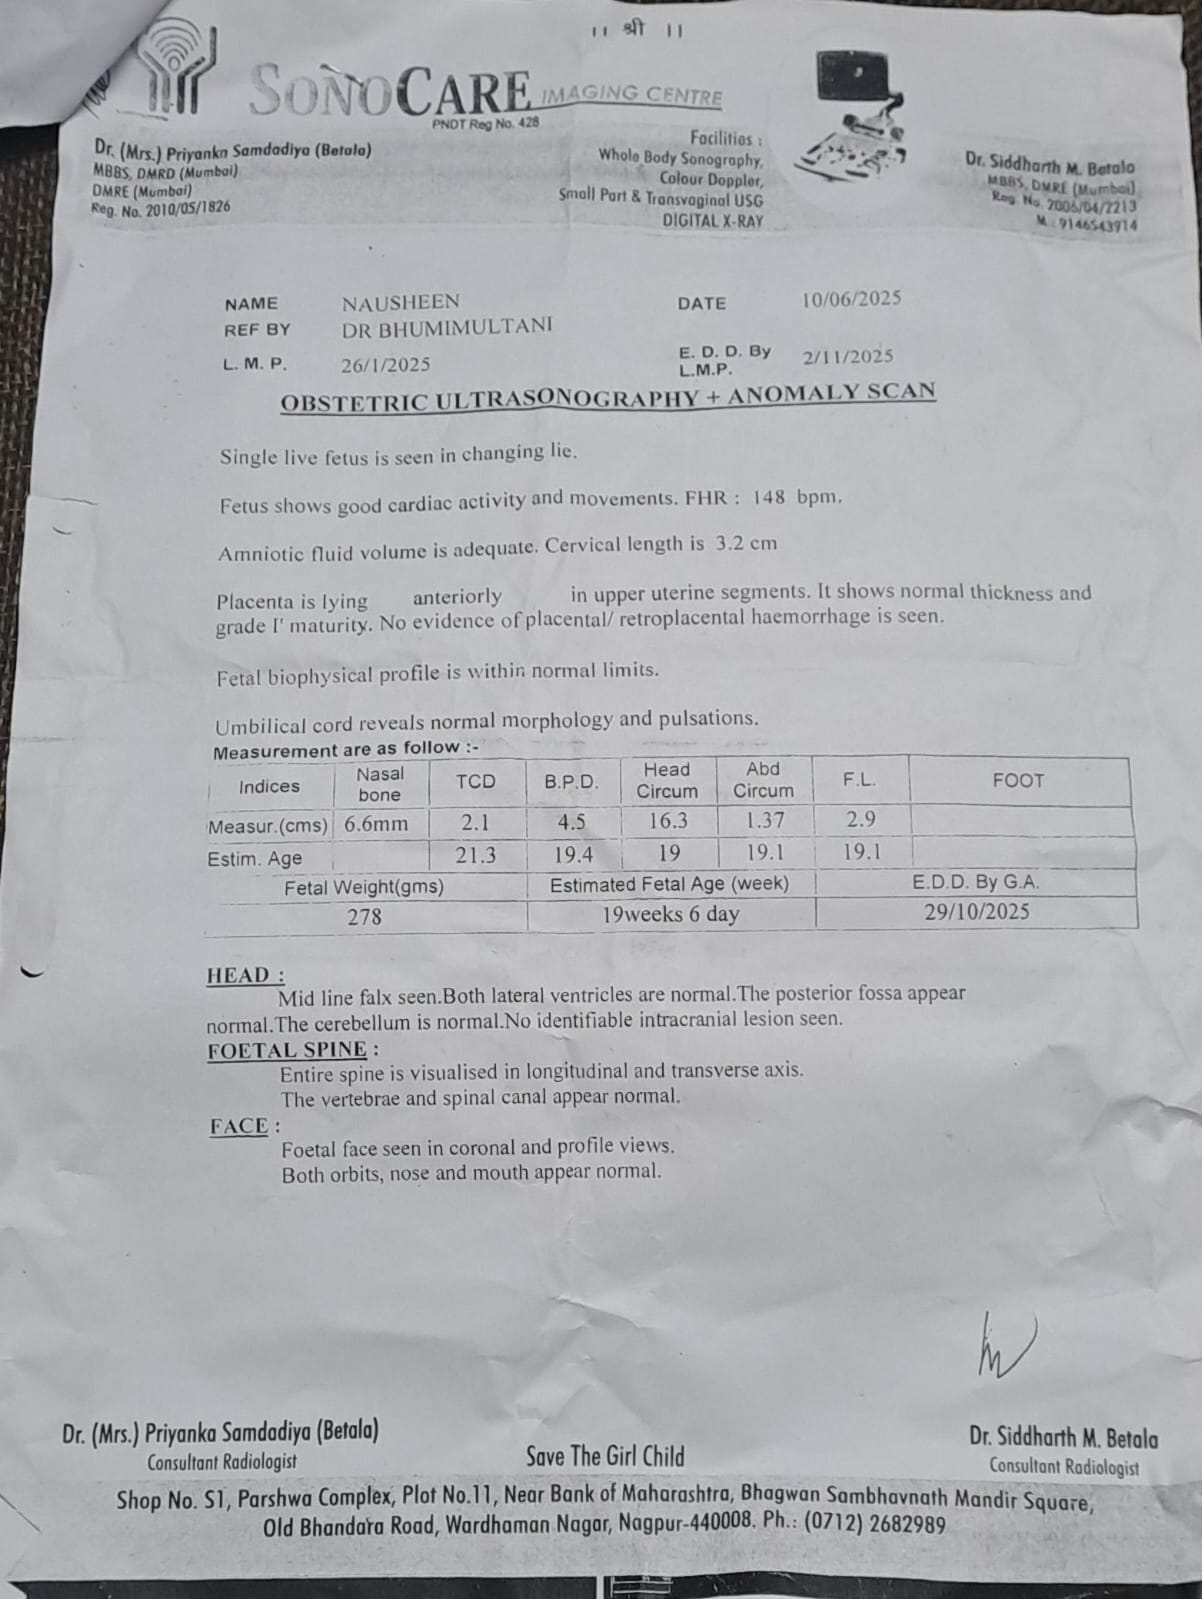 ।। श्री ।।
SONOCARE IMAGING CENTRE
PNDT Reg No. 428
Dr. (Mrs.) Priyanka Samdadiya (Betala)
MBBS, DMRD (Mumbai)
DMRE (Mumbai)
Reg. No. 2010/05/1826
Facilities :
Whole Body Sonography,
Colour Doppler,
Small Part & Transvaginal USG
DIGITAL X-RAY
Dr. Siddharth M. Betala
MBBS, DMRE (Mumbai)
Reg. No. 2006/04/2213
M. : 9146543914
NAME NAUSHEEN DATE 10/06/2025
REF BY DR BHUMIMULTANI
L. M. P. 26/1/2025 E. D. D. By L.M.P. 2/11/2025
OBSTETRIC ULTRASONOGRAPHY + ANOMALY SCAN
Single live fetus is seen in changing lie.
Fetus shows good cardiac activity and movements. FHR : 148 bpm.
Amniotic fluid volume is adequate. Cervical length is 3.2 cm
Placenta is lying anteriorly in upper uterine segments. It shows normal thickness and
grade I' maturity. No evidence of placental/ retroplacental haemorrhage is seen.
Fetal biophysical profile is within normal limits.
Umbilical cord reveals normal morphology and pulsations.
Measurement are as follow :-
Indices Nasal bone TCD B.P.D. Head Circum Abd Circum F.L. FOOT
Measur.(cms) 6.6mm 2.1 4.5 16.3 1.37 2.9
Estim. Age 21.3 19.4 19 19.1 19.1
Fetal Weight(gms) Estimated Fetal Age (week) E.D.D. By G.A.
278 19weeks 6 day 29/10/2025
HEAD :
Mid line falx seen.Both lateral ventricles are normal.The posterior fossa appear
normal.The cerebellum is normal.No identifiable intracranial lesion seen.
FOETAL SPINE :
Entire spine is visualised in longitudinal and transverse axis.
The vertebrae and spinal canal appear normal.
FACE :
Foetal face seen in coronal and profile views.
Both orbits, nose and mouth appear normal.
Dr. (Mrs.) Priyanka Samdadiya (Betala)
Consultant Radiologist
Save The Girl Child
Dr. Siddharth M. Betala
Consultant Radiologist
Shop No. S1, Parshwa Complex, Plot No.11, Near Bank of Maharashtra, Bhagwan Sambhavnath Mandir Square,
Old Bhandara Road, Wardhaman Nagar, Nagpur-440008. Ph.: (0712) 2682989